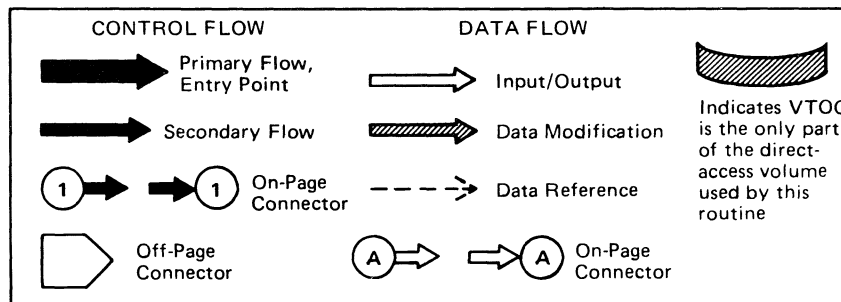 CONTROL FLOW
Primary Flow,
Entry Point
Secondary Flow
1
1
On-Page
Connector
Off-Page
Connector
DATA FLOW
Input/Output
Data Modification
Data Reference
A
A
On-Page
Connector
Indicates VTOC
is the only part
of the direct-
access volume
used by this
routine